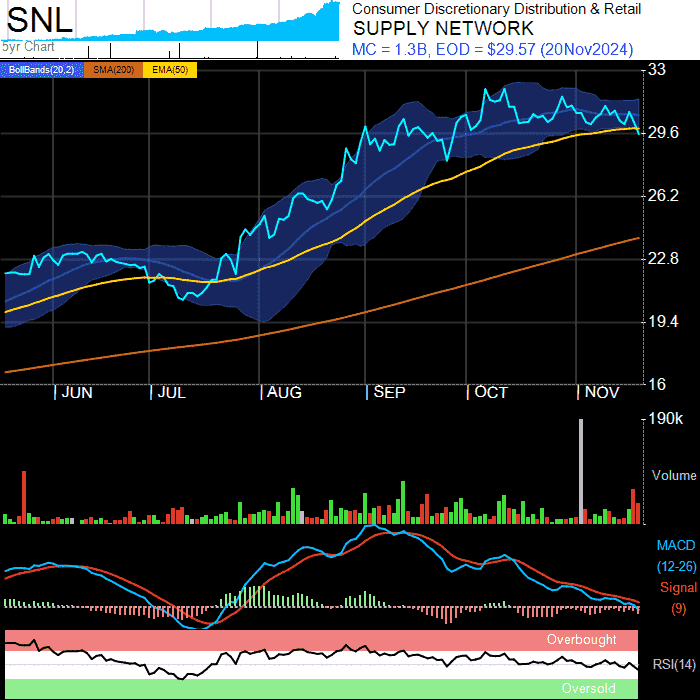 SNL
5yr Chart
Consumer Discretionary Distribution & Retail
SUPPLY NETWORK
MC = 1.3B, EOD = $29.57 (20Nov2024)
BollBands(20,2) SMA(200) EMA(50)
33
29.6
26.2
22.8
19.4
16
JUN JUL AUG SEP OCT NOV
190k
Volume
MACD
(12-26)
Signal
(9)
Overbought
RSI(14)
Oversold